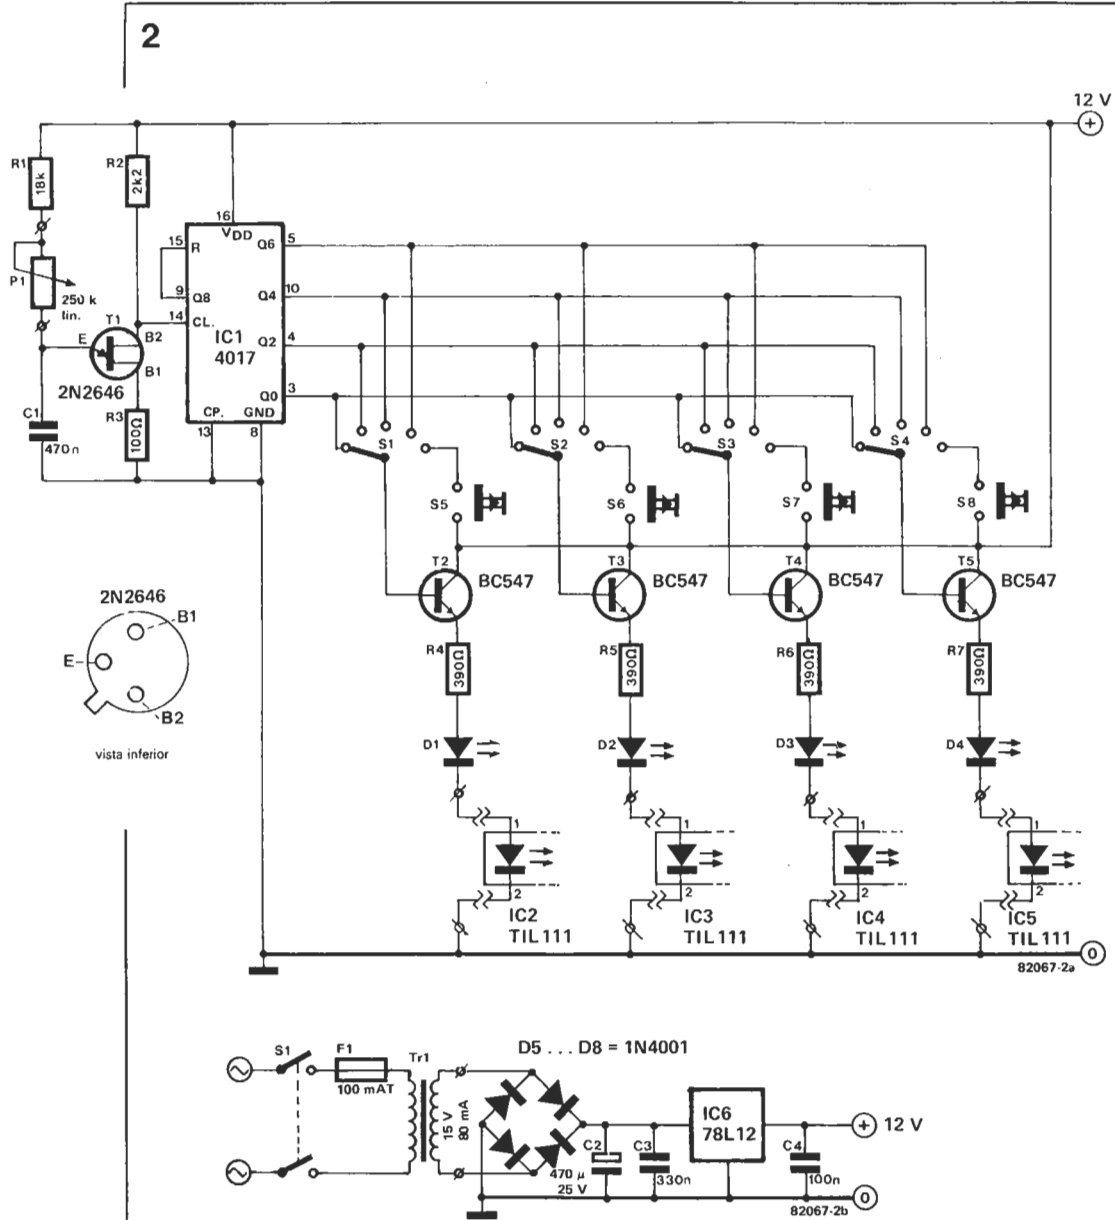 2
12 V
+
R1
18k
R2
2k2
16
VDD
15
R
Q6
5
P1
250 k
lin.
9
Q8
Q4
10
T1
14
CL.
E
B2
B1
IC1
4017
Q2
4
2N2646
Q0
3
C1
470n
R3
100Ω
CP.
GND
13
8
S1
S2
S3
S4
S5
S6
S7
S8
T2
BC547
T3
BC547
T4
BC547
T5
BC547
2N2646
B1
E
B2
vista inferior
R4
390Ω
R5
390Ω
R6
390Ω
R7
390Ω
D1
D2
D3
D4
1
1
1
1
2
2
2
2
IC2
TIL111
IC3
TIL111
IC4
TIL111
IC5
TIL111
0
82067-2a
D5 ... D8 = 1N4001
S1
F1
100 mAT
Tr1
15 V
80 mA
C2
470 µ
25 V
C3
330n
IC6
78L12
C4
100n
+
12 V
0
82067-2b